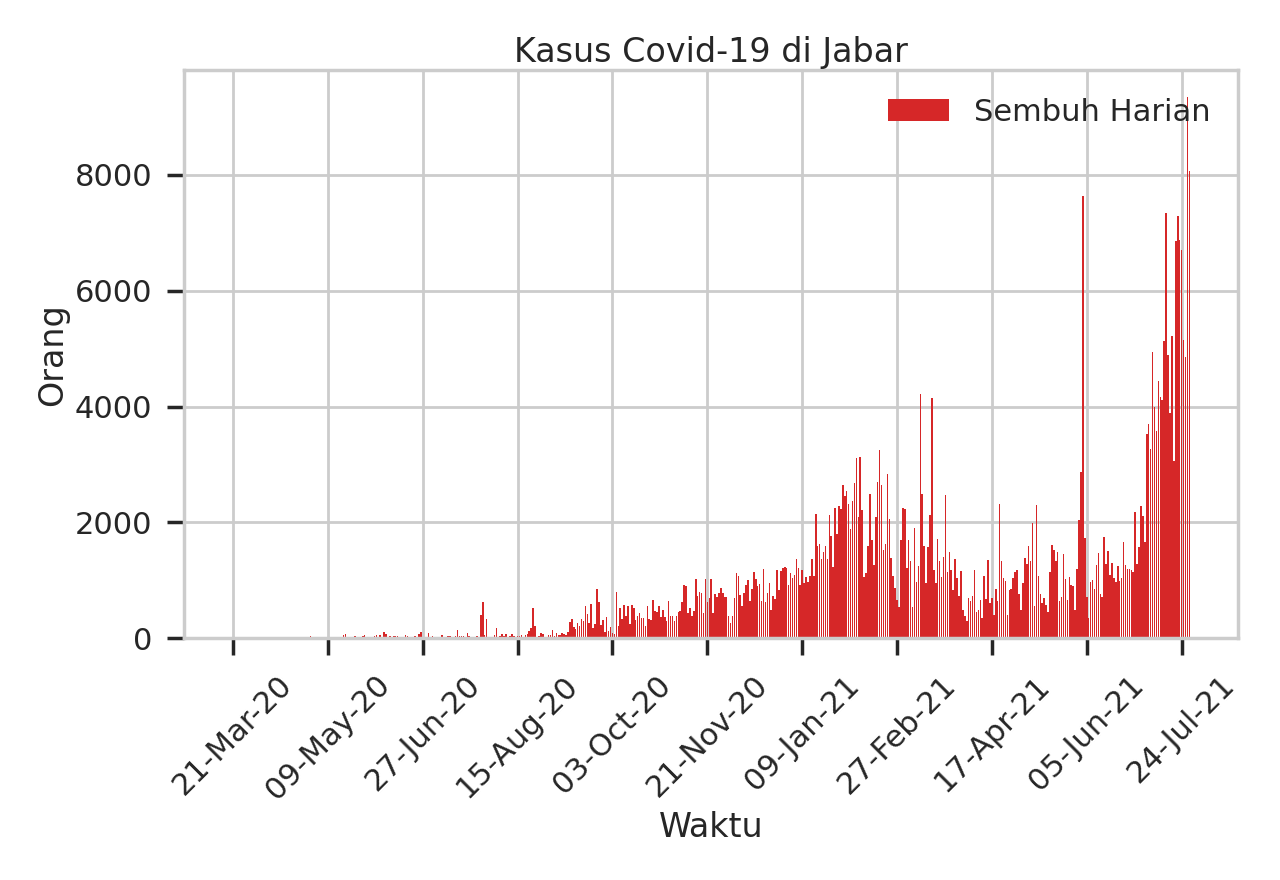 Kasus Covid-19 di Jabar
Sembuh Harian
Orang
8000
6000
4000
2000
0
21-Mar-20
09-May-20
27-Jun-20
15-Aug-20
03-Oct-20
21-Nov-20
09-Jan-21
27-Feb-21
17-Apr-21
05-Jun-21
24-Jul-21
Waktu